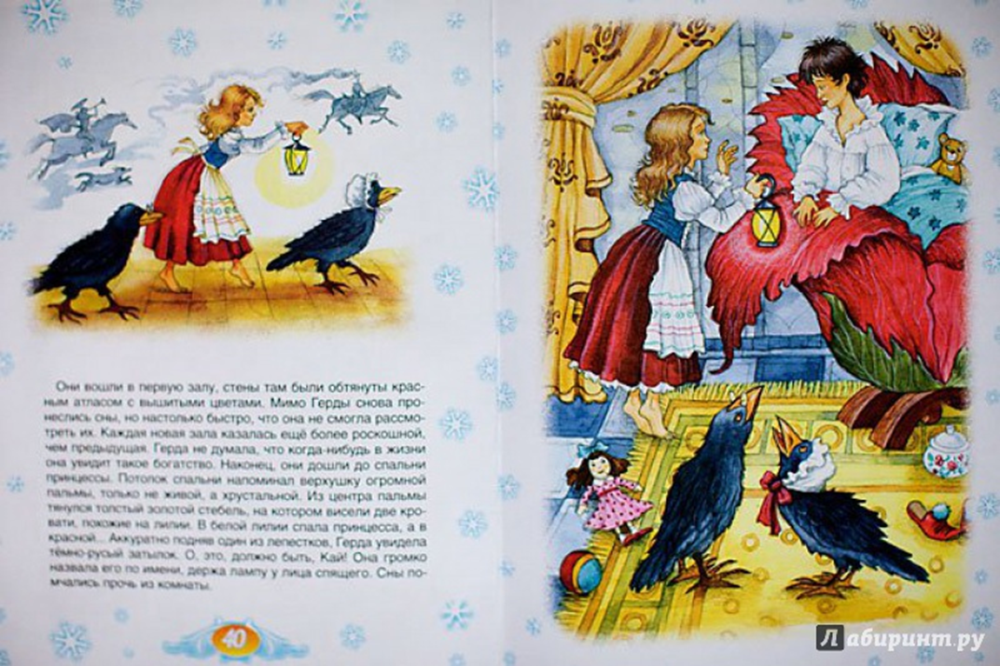 Они вошли в первую залу, стены там были обтянуты крас-
ным атласом с вышитыми цветами. Мимо Герды снова про-
неслись сны, но настолько быстро, что она не смогла рассмо-
треть их. Каждая новая зала казалась ещё более роскошной,
чем предыдущая. Герда не думала, что когда-нибудь в жизни
она увидит такое богатство. Наконец, они дошли до спальни
принцессы. Потолок спальни напоминал верхушку огромной
пальмы, только не живой, а хрустальной. Из центра пальмы
тянулся толстый золотой стебель, на котором висели две кро-
вати, похожие на лилии. В белой лилии спала принцесса, а в
красной... Аккуратно подняв один из лепестков, Герда увидела
тёмно-русый затылок. О, это, должно быть, Кай! Она громко
назвала его по имени, держа лампу у лица спящего. Сны по-
мчались прочь из комнаты.
40
Лабиринт.ру